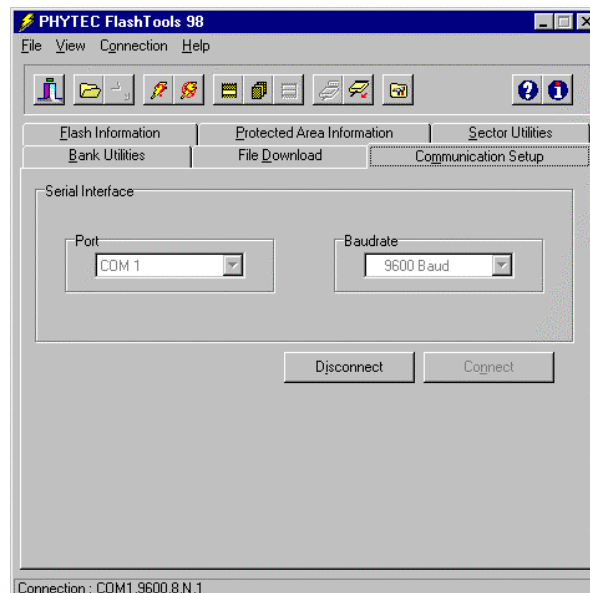 PHYTEC FlashTools 98
File View Connection Help
Flash Information Protected Area Information Sector Utilities
Bank Utilities File Download Communication Setup
Serial Interface
Port Baudrate
COM 1 9600 Baud
Disconnect Connect
Connection : COM1,9600,8,N,1